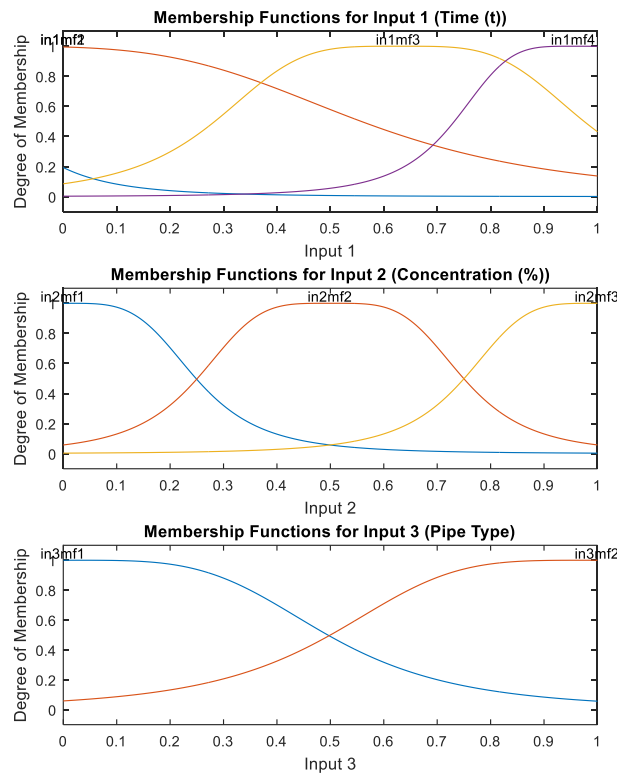 Membership Functions for Input 1 (Time (t))
in1mf1 in1mf3 in1mf4
Degree of Membership
1
0.8
0.6
0.4
0.2
0
0 0.1 0.2 0.3 0.4 0.5 0.6 0.7 0.8 0.9 1
Input 1
Membership Functions for Input 2 (Concentration (%))
in2mf1 in2mf2 in2mf3
Degree of Membership
1
0.8
0.6
0.4
0.2
0
0 0.1 0.2 0.3 0.4 0.5 0.6 0.7 0.8 0.9 1
Input 2
Membership Functions for Input 3 (Pipe Type)
in3mf1 in3mf2
Degree of Membership
1
0.8
0.6
0.4
0.2
0
0 0.1 0.2 0.3 0.4 0.5 0.6 0.7 0.8 0.9 1
Input 3